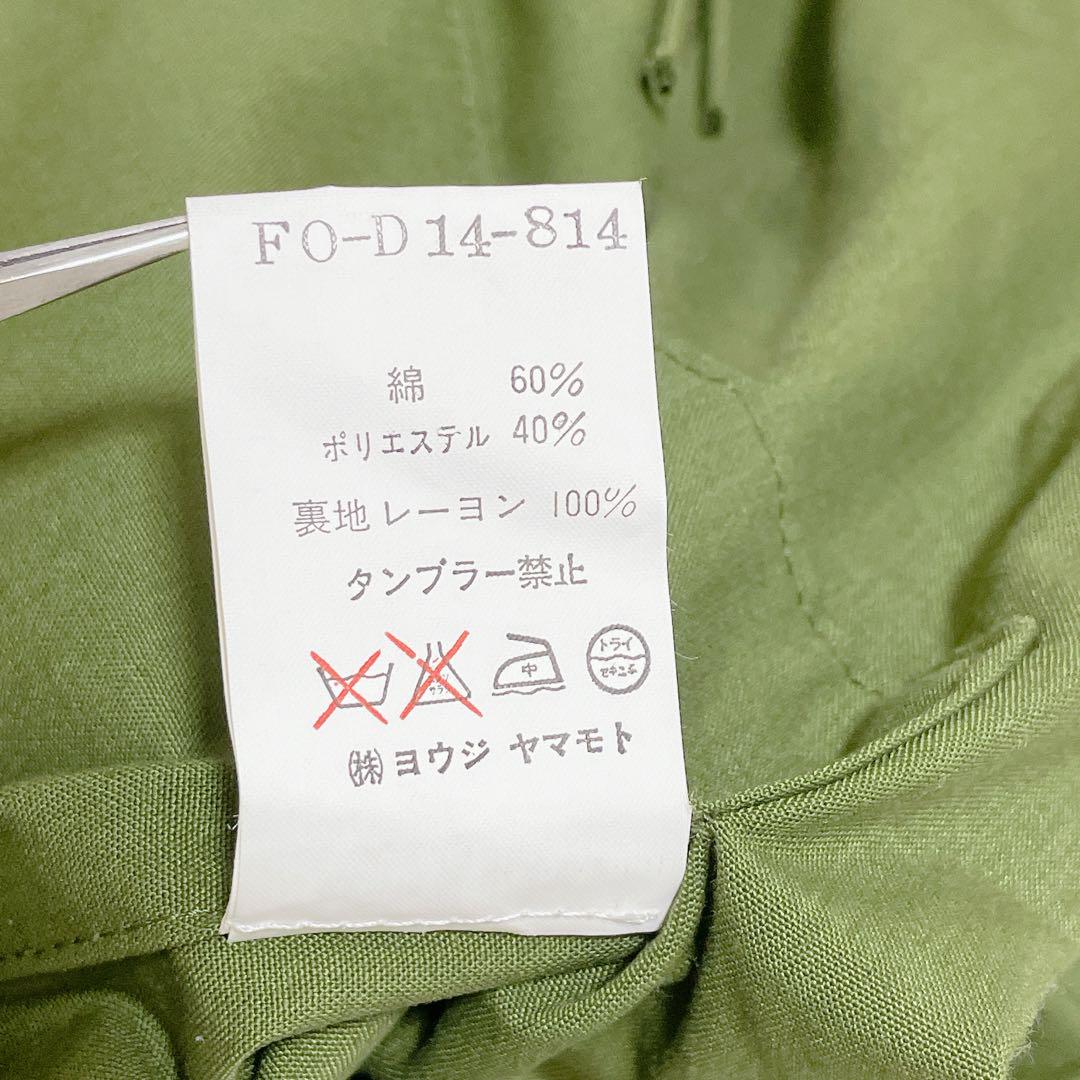 FO-D14-814
綿 60%
ポリエステル 40%
裏地レーヨン 100%
タンブラー禁止
中
トライ
セキユふ
㈱ヨウジ ヤマモト